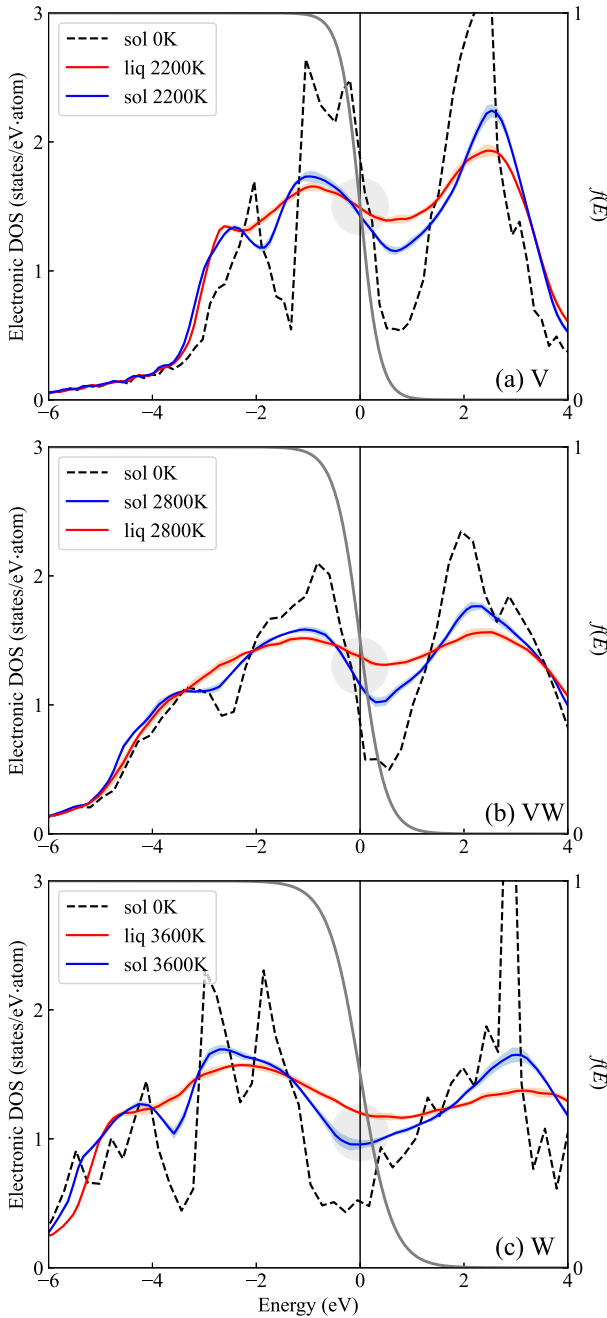 3
2
1
0
Electronic DOS (states/eV·atom)
sol 0K
liq 2200K
sol 2200K
1
0
f(E)
(a) V
−6 −4 −2 0 2 4
3
2
1
0
Electronic DOS (states/eV·atom)
sol 0K
sol 2800K
liq 2800K
1
0
f(E)
(b) VW
−6 −4 −2 0 2 4
3
2
1
0
Electronic DOS (states/eV·atom)
sol 0K
liq 3600K
sol 3600K
1
0
f(E)
(c) W
−6 −4 −2 0 2 4
Energy (eV)